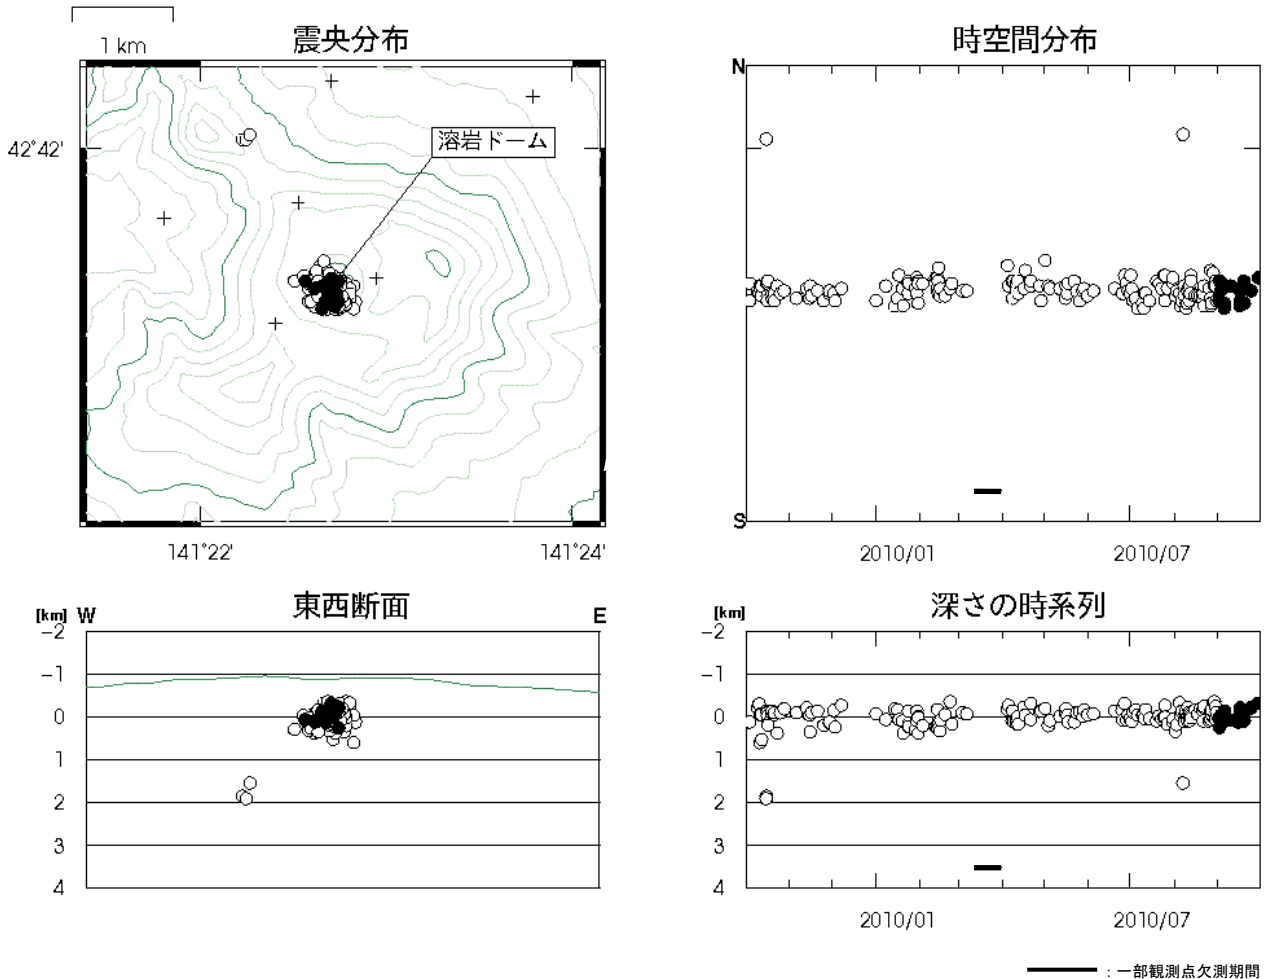 1 km
震央分布
溶岩ドーム
42°42'
141°22'
141°24'
時空間分布
N
S
2010/01
2010/07
東西断面
[km] W
E
-2
-1
0
1
2
3
4
深さの時系列
[km]
-2
-1
0
1
2
3
4
2010/01
2010/07
：一部観測点欠測期間